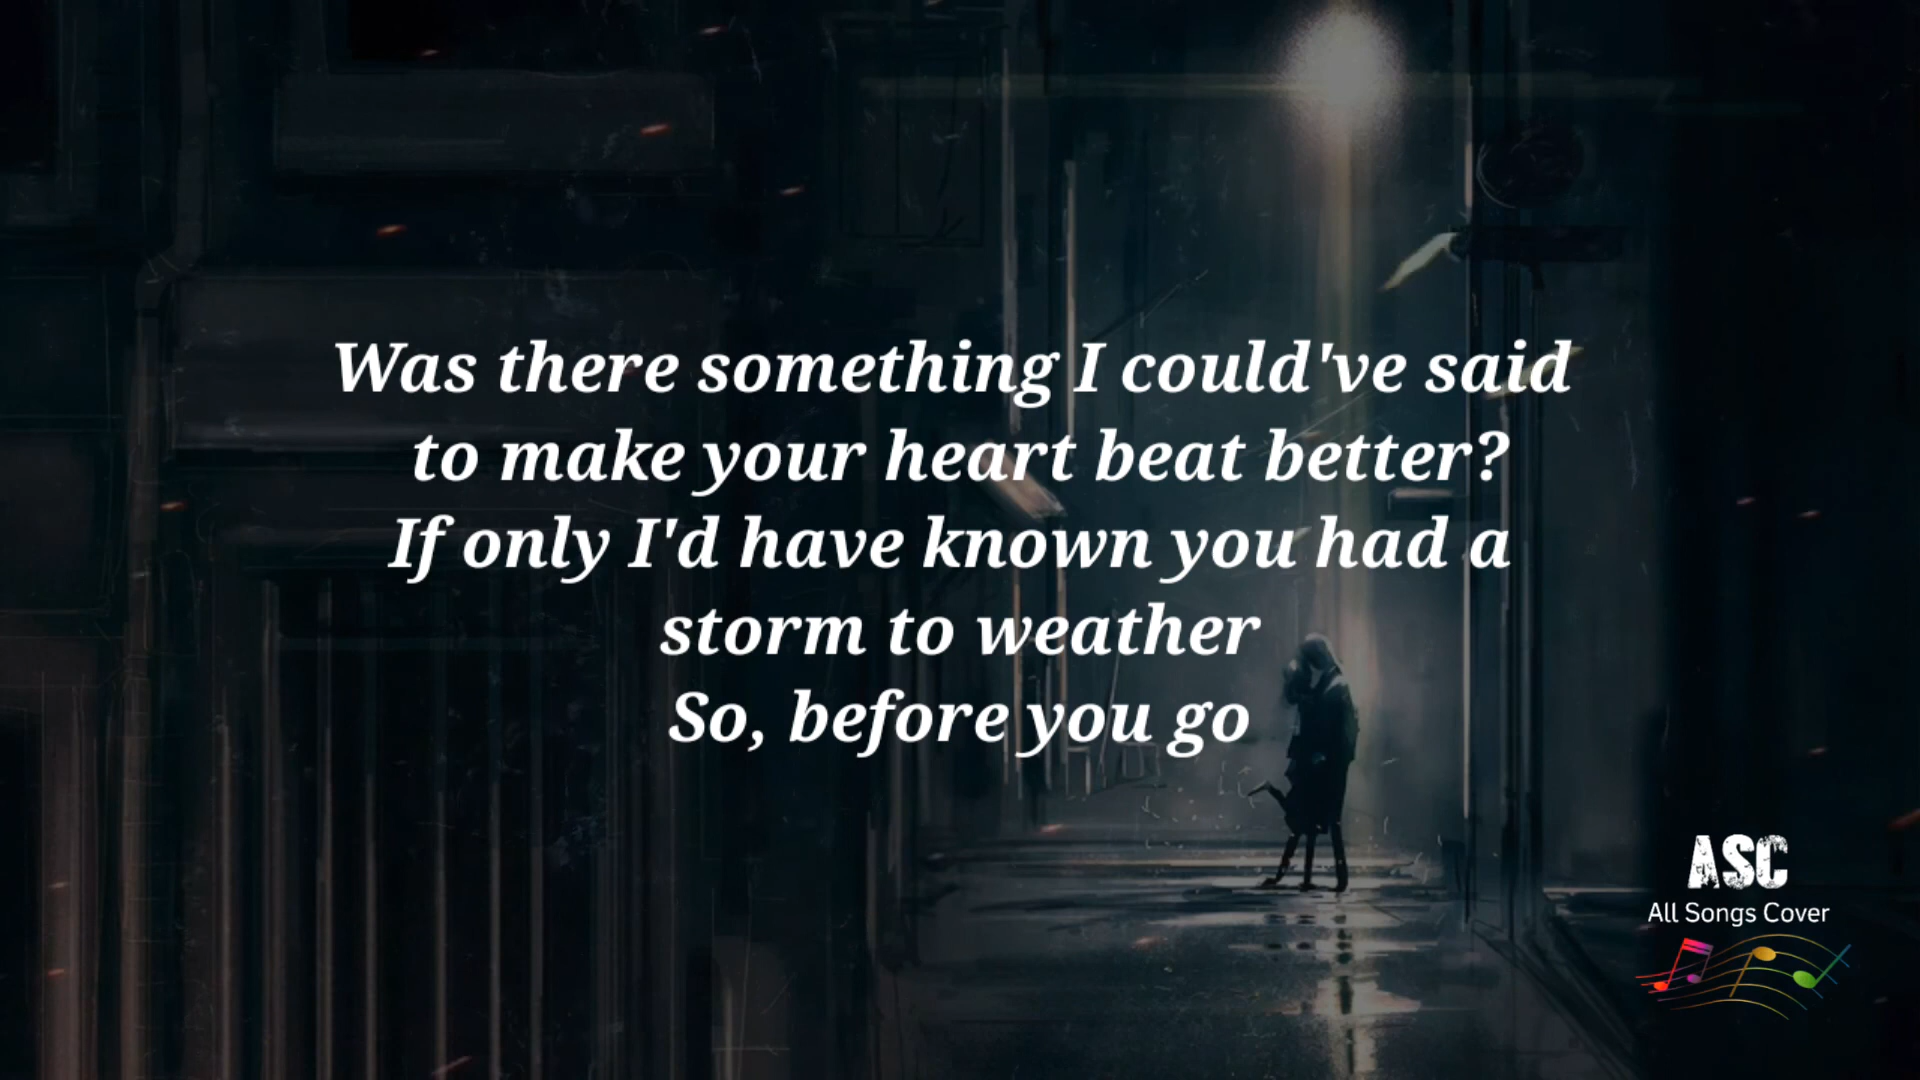 Was there something I could've said
to make your heart beat better?
If only I'd have known you had a
storm to weather
So, before you go
ASC
All Songs Cover